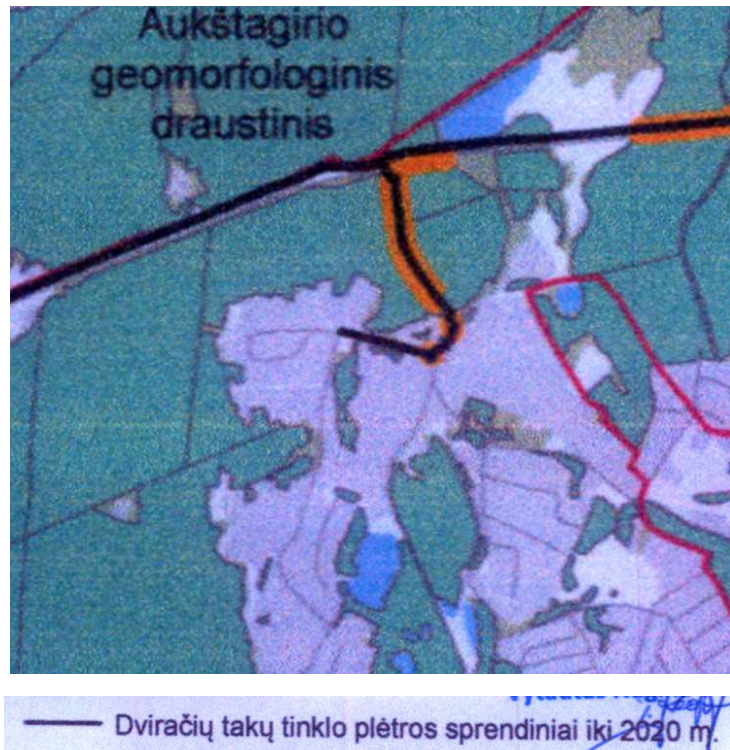 Aukštagirio
geomorfologinis
draustinis
Dviračių takų tinklo plėtros sprendiniai iki 2020 m.